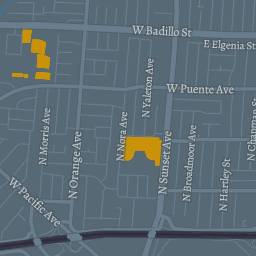 W Badillo St
E Elgenia St
W Puente Ave
N Yaleton Ave
N Morris Ave
N Orange Ave
N Nora Ave
N Sunset Ave
N Broadmoor Ave
N Hartley St
N Chapman
W Pacific Ave